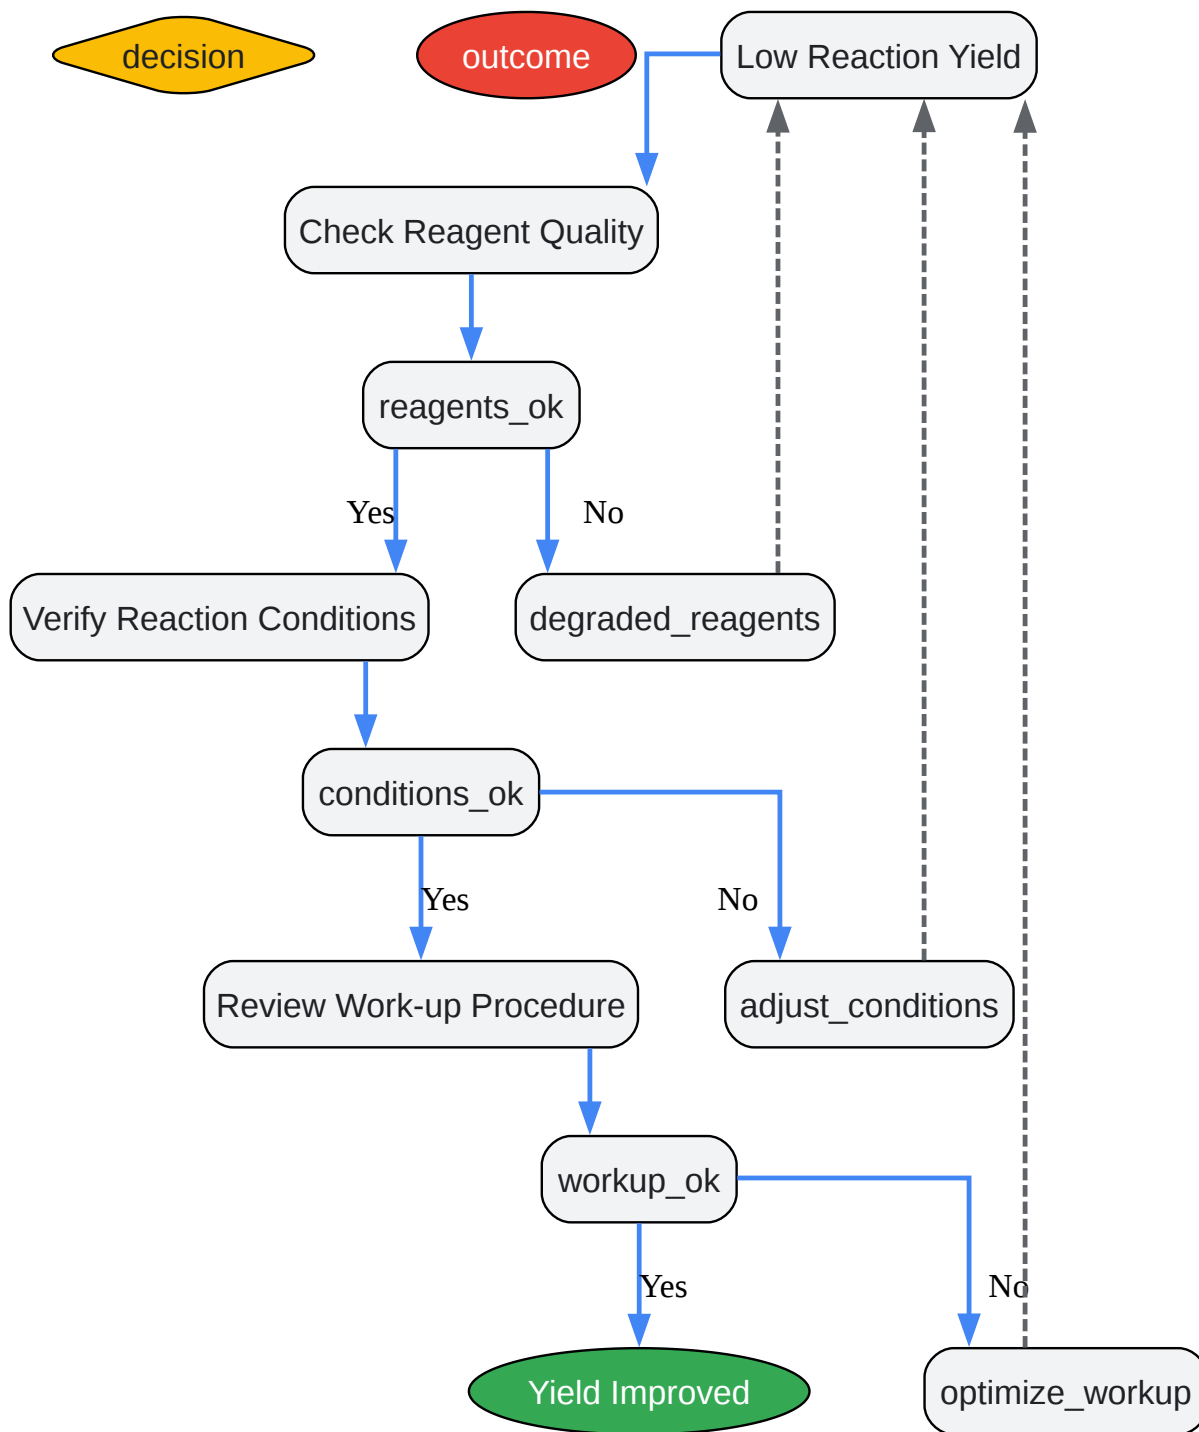 decision
outcome
Low Reaction Yield
Check Reagent Quality
reagents_ok
Yes
No
Verify Reaction Conditions
degraded_reagents
conditions_ok
Yes
No
Review Work-up Procedure
adjust_conditions
workup_ok
Yes
No
Yield Improved
optimize_workup